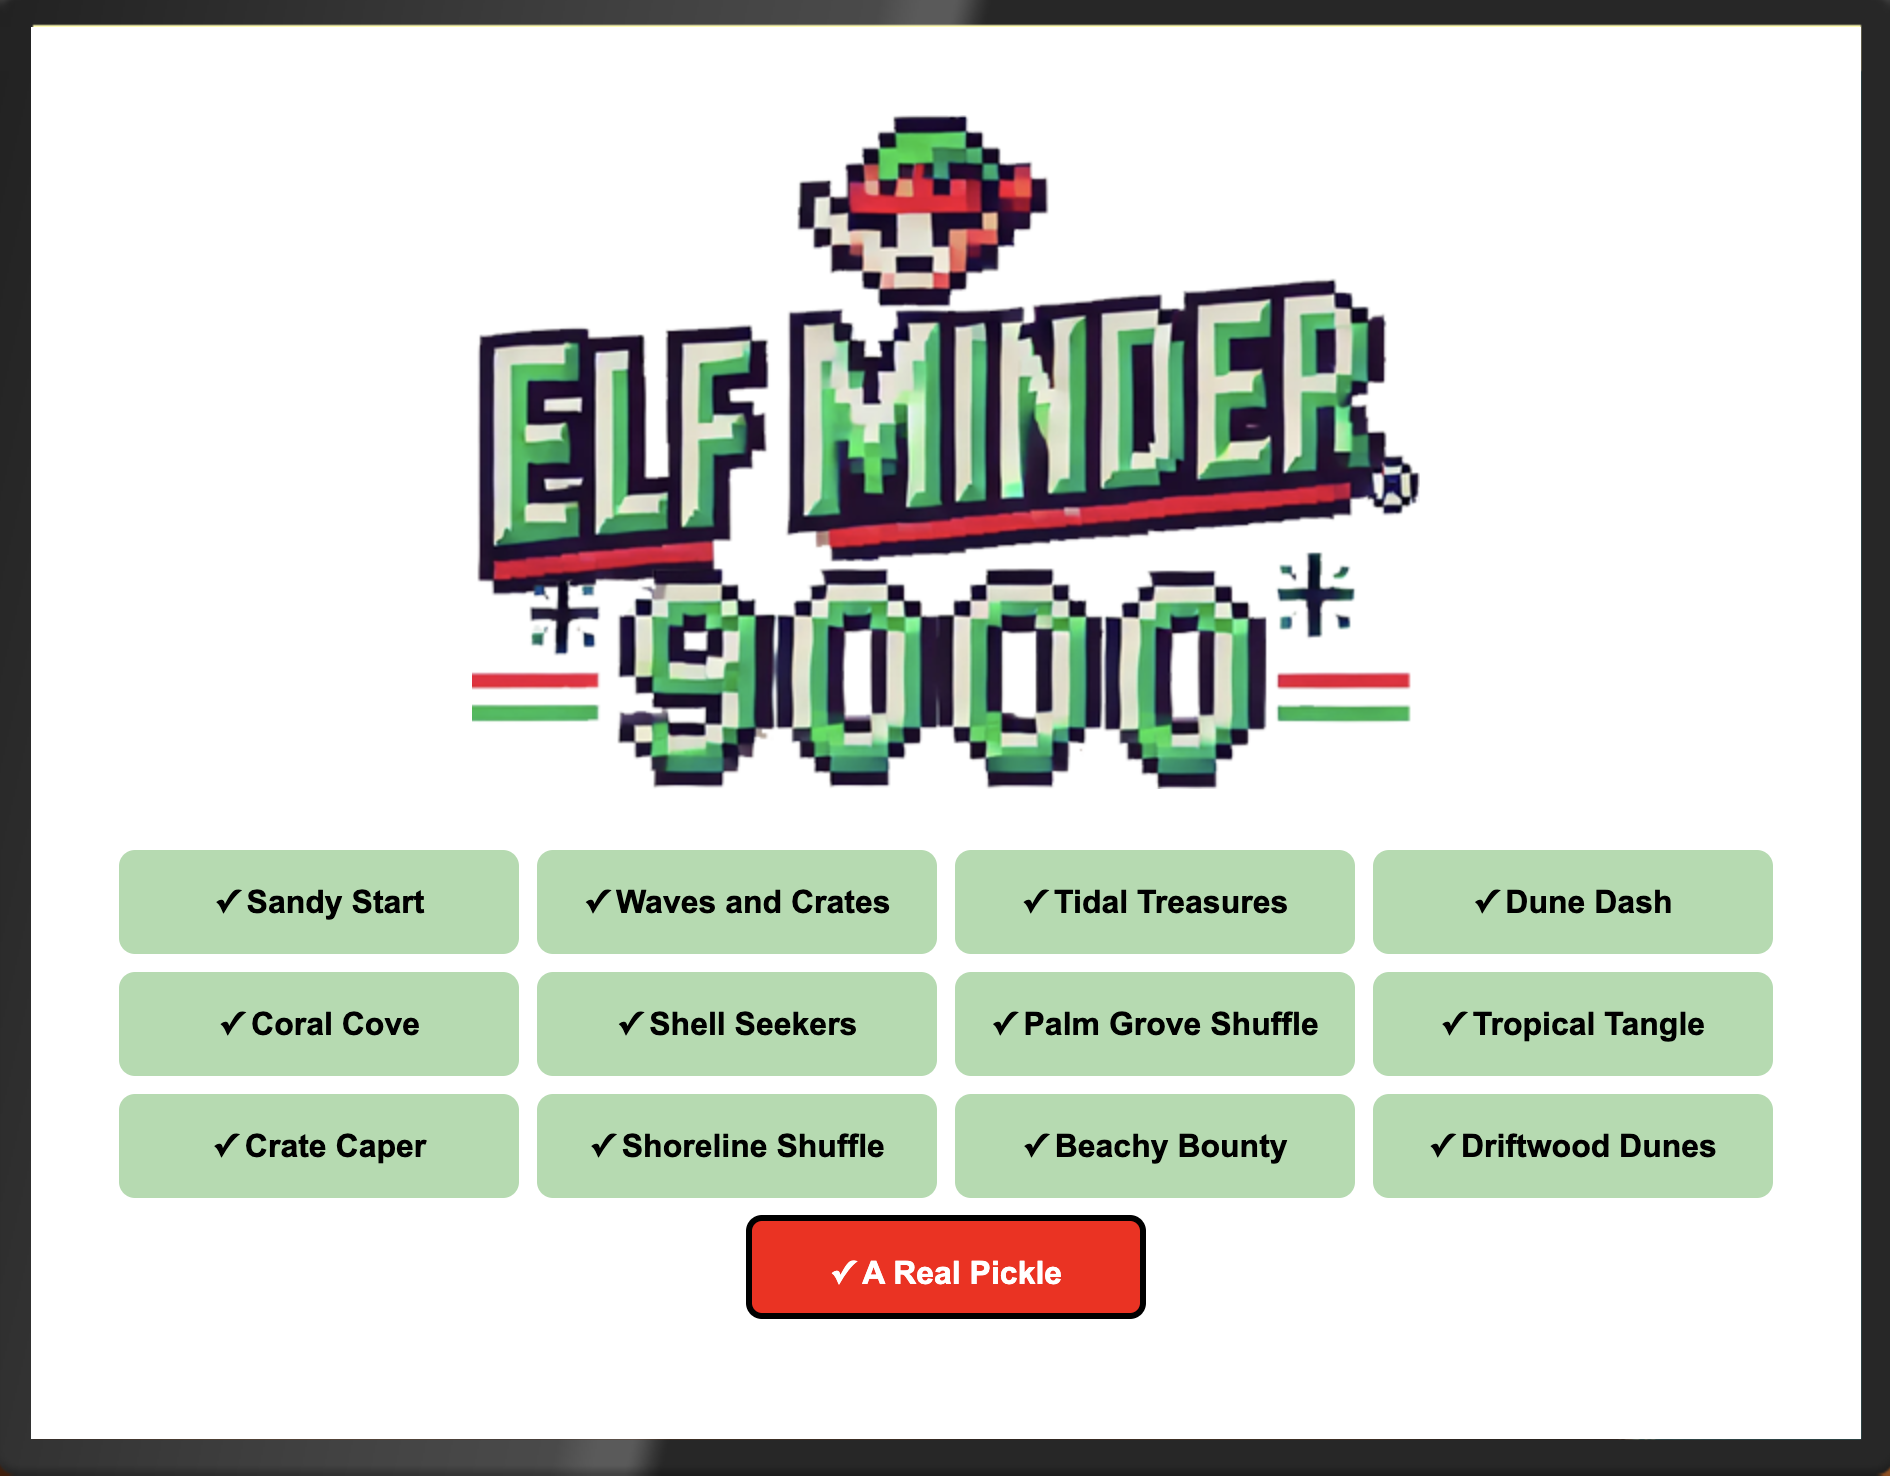 ELF MINDER
9000
✓Sandy Start
✓Waves and Crates
✓Tidal Treasures
✓Dune Dash
✓Coral Cove
✓Shell Seekers
✓Palm Grove Shuffle
✓Tropical Tangle
✓Crate Caper
✓Shoreline Shuffle
✓Beachy Bounty
✓Driftwood Dunes
✓A Real Pickle